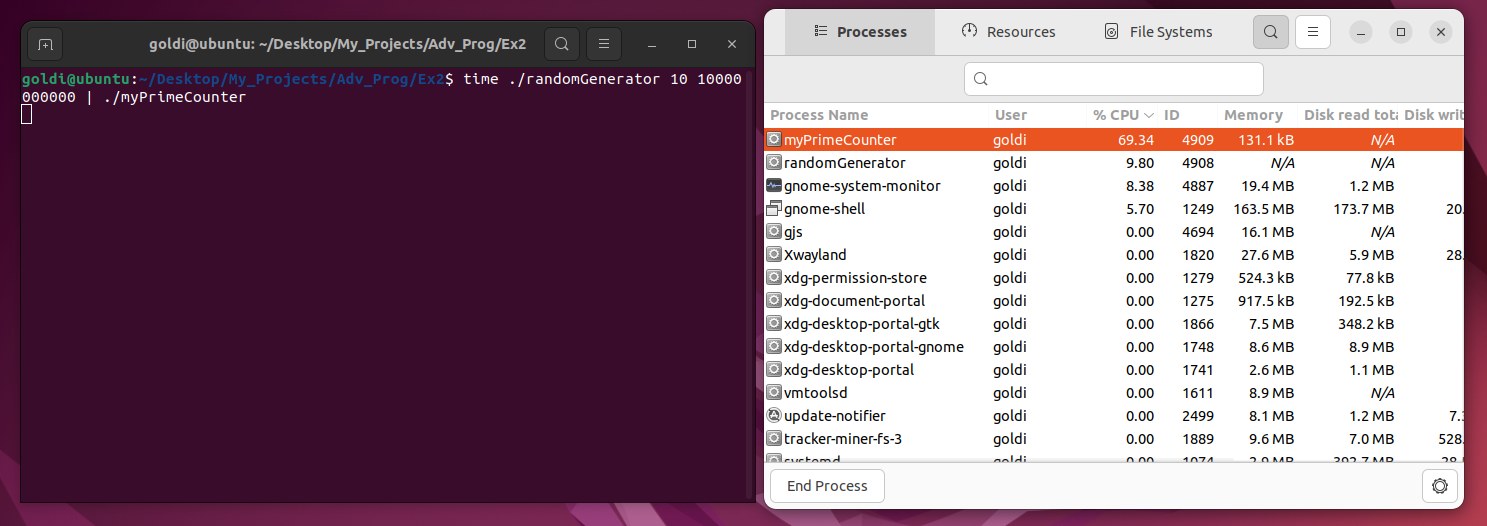 goldi@ubuntu: ~/Desktop/My_Projects/Adv_Prog/Ex2
goldi@ubuntu:~/Desktop/My_Projects/Adv_Prog/Ex2$ time ./randomGenerator 10 10000
000000 | ./myPrimeCounter
Processes Resources File Systems
Process Name User % CPU ID Memory Disk read tota Disk writ
myPrimeCounter goldi 69.34 4909 131.1 kB N/A
randomGenerator goldi 9.80 4908 N/A N/A
gnome-system-monitor goldi 8.38 4887 19.4 MB 1.2 MB
gnome-shell goldi 5.70 1249 163.5 MB 173.7 MB 20.
gjs goldi 0.00 4694 16.1 MB N/A
Xwayland goldi 0.00 1820 27.6 MB 5.9 MB 28.
xdg-permission-store goldi 0.00 1279 524.3 kB 77.8 kB
xdg-document-portal goldi 0.00 1275 917.5 kB 192.5 kB
xdg-desktop-portal-gtk goldi 0.00 1866 7.5 MB 348.2 kB
xdg-desktop-portal-gnome goldi 0.00 1748 8.6 MB 8.9 MB
xdg-desktop-portal goldi 0.00 1741 2.6 MB 1.1 MB
vmtoolsd goldi 0.00 1611 8.9 MB N/A
update-notifier goldi 0.00 2499 8.1 MB 1.2 MB 7.
tracker-miner-fs-3 goldi 0.00 1889 9.6 MB 7.0 MB 528.
systemd goldi 0.00 1074 2.9 MB 392.7 MB
End Process